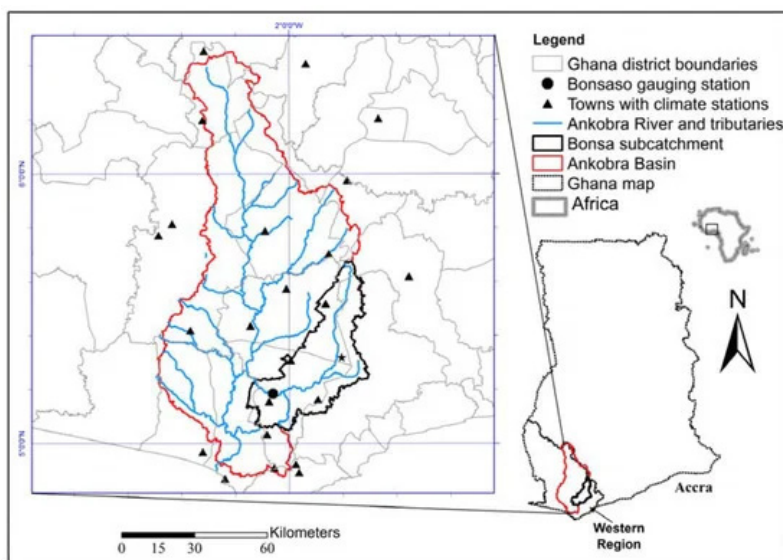 2°0'0"W
6°0'0"N
5°0'0"N
Legend
Ghana district boundaries
Bonsaso gauging station
Towns with climate stations
Ankobra River and tributaries
Bonsa subcatchment
Ankobra Basin
Ghana map
Africa
N
Accra
Western
Region
Kilometers
0 15 30 60